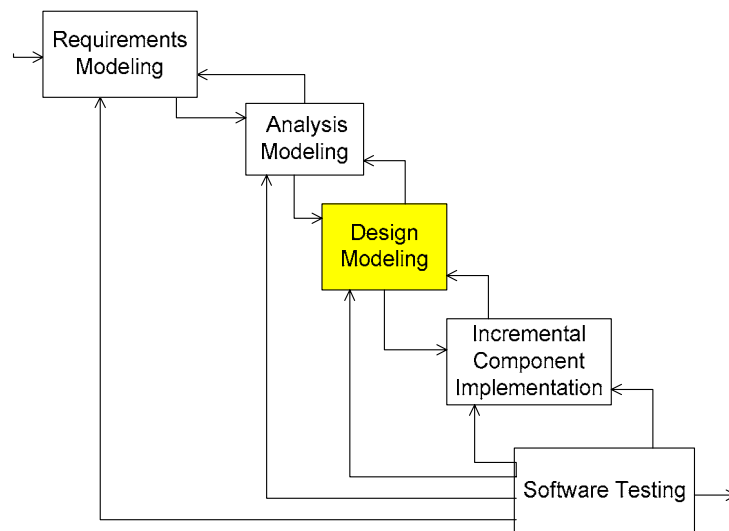 Requirements
Modeling
Analysis
Modeling
Design
Modeling
Incremental
Component
Implementation
Software Testing